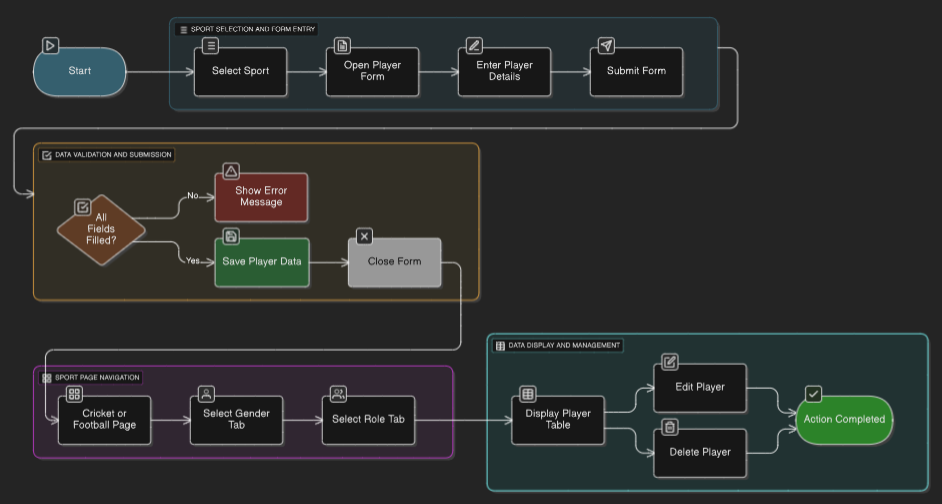 SPORT SELECTION AND FORM ENTRY
Start
Select Sport
Open Player
Form
Enter Player
Details
Submit Form
DATA VALIDATION AND SUBMISSION
All
Fields
Filled?
No
Show Error
Message
Yes
Save Player Data
Close Form
SPORT PAGE NAVIGATION
Cricket or
Football Page
Select Gender
Tab
Select Role Tab
DATA DISPLAY AND MANAGEMENT
Display Player
Table
Edit Player
Delete Player
Action Completed